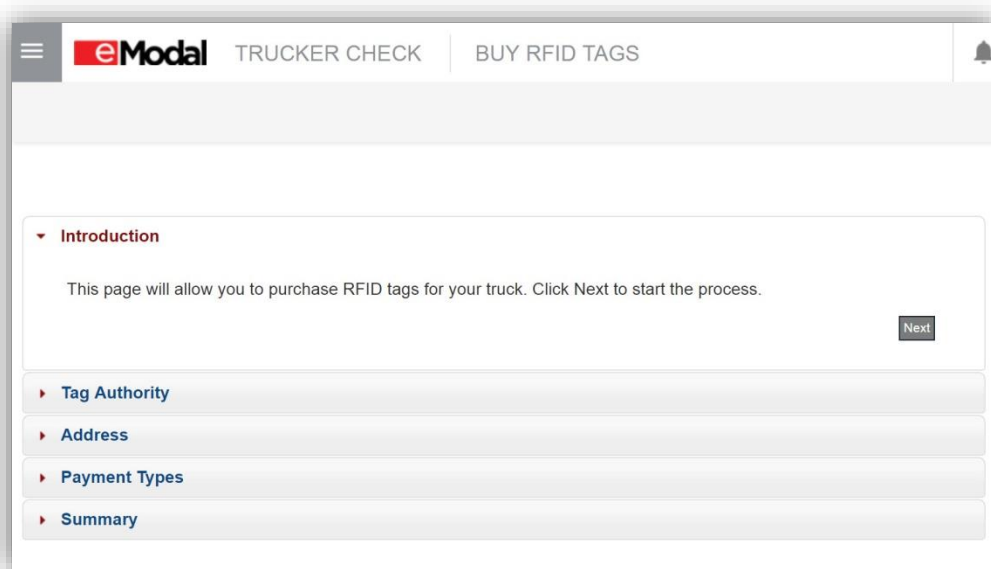 eModal TRUCKER CHECK BUY RFID TAGS
Introduction
This page will allow you to purchase RFID tags for your truck. Click Next to start the process.
Next
Tag Authority
Address
Payment Types
Summary